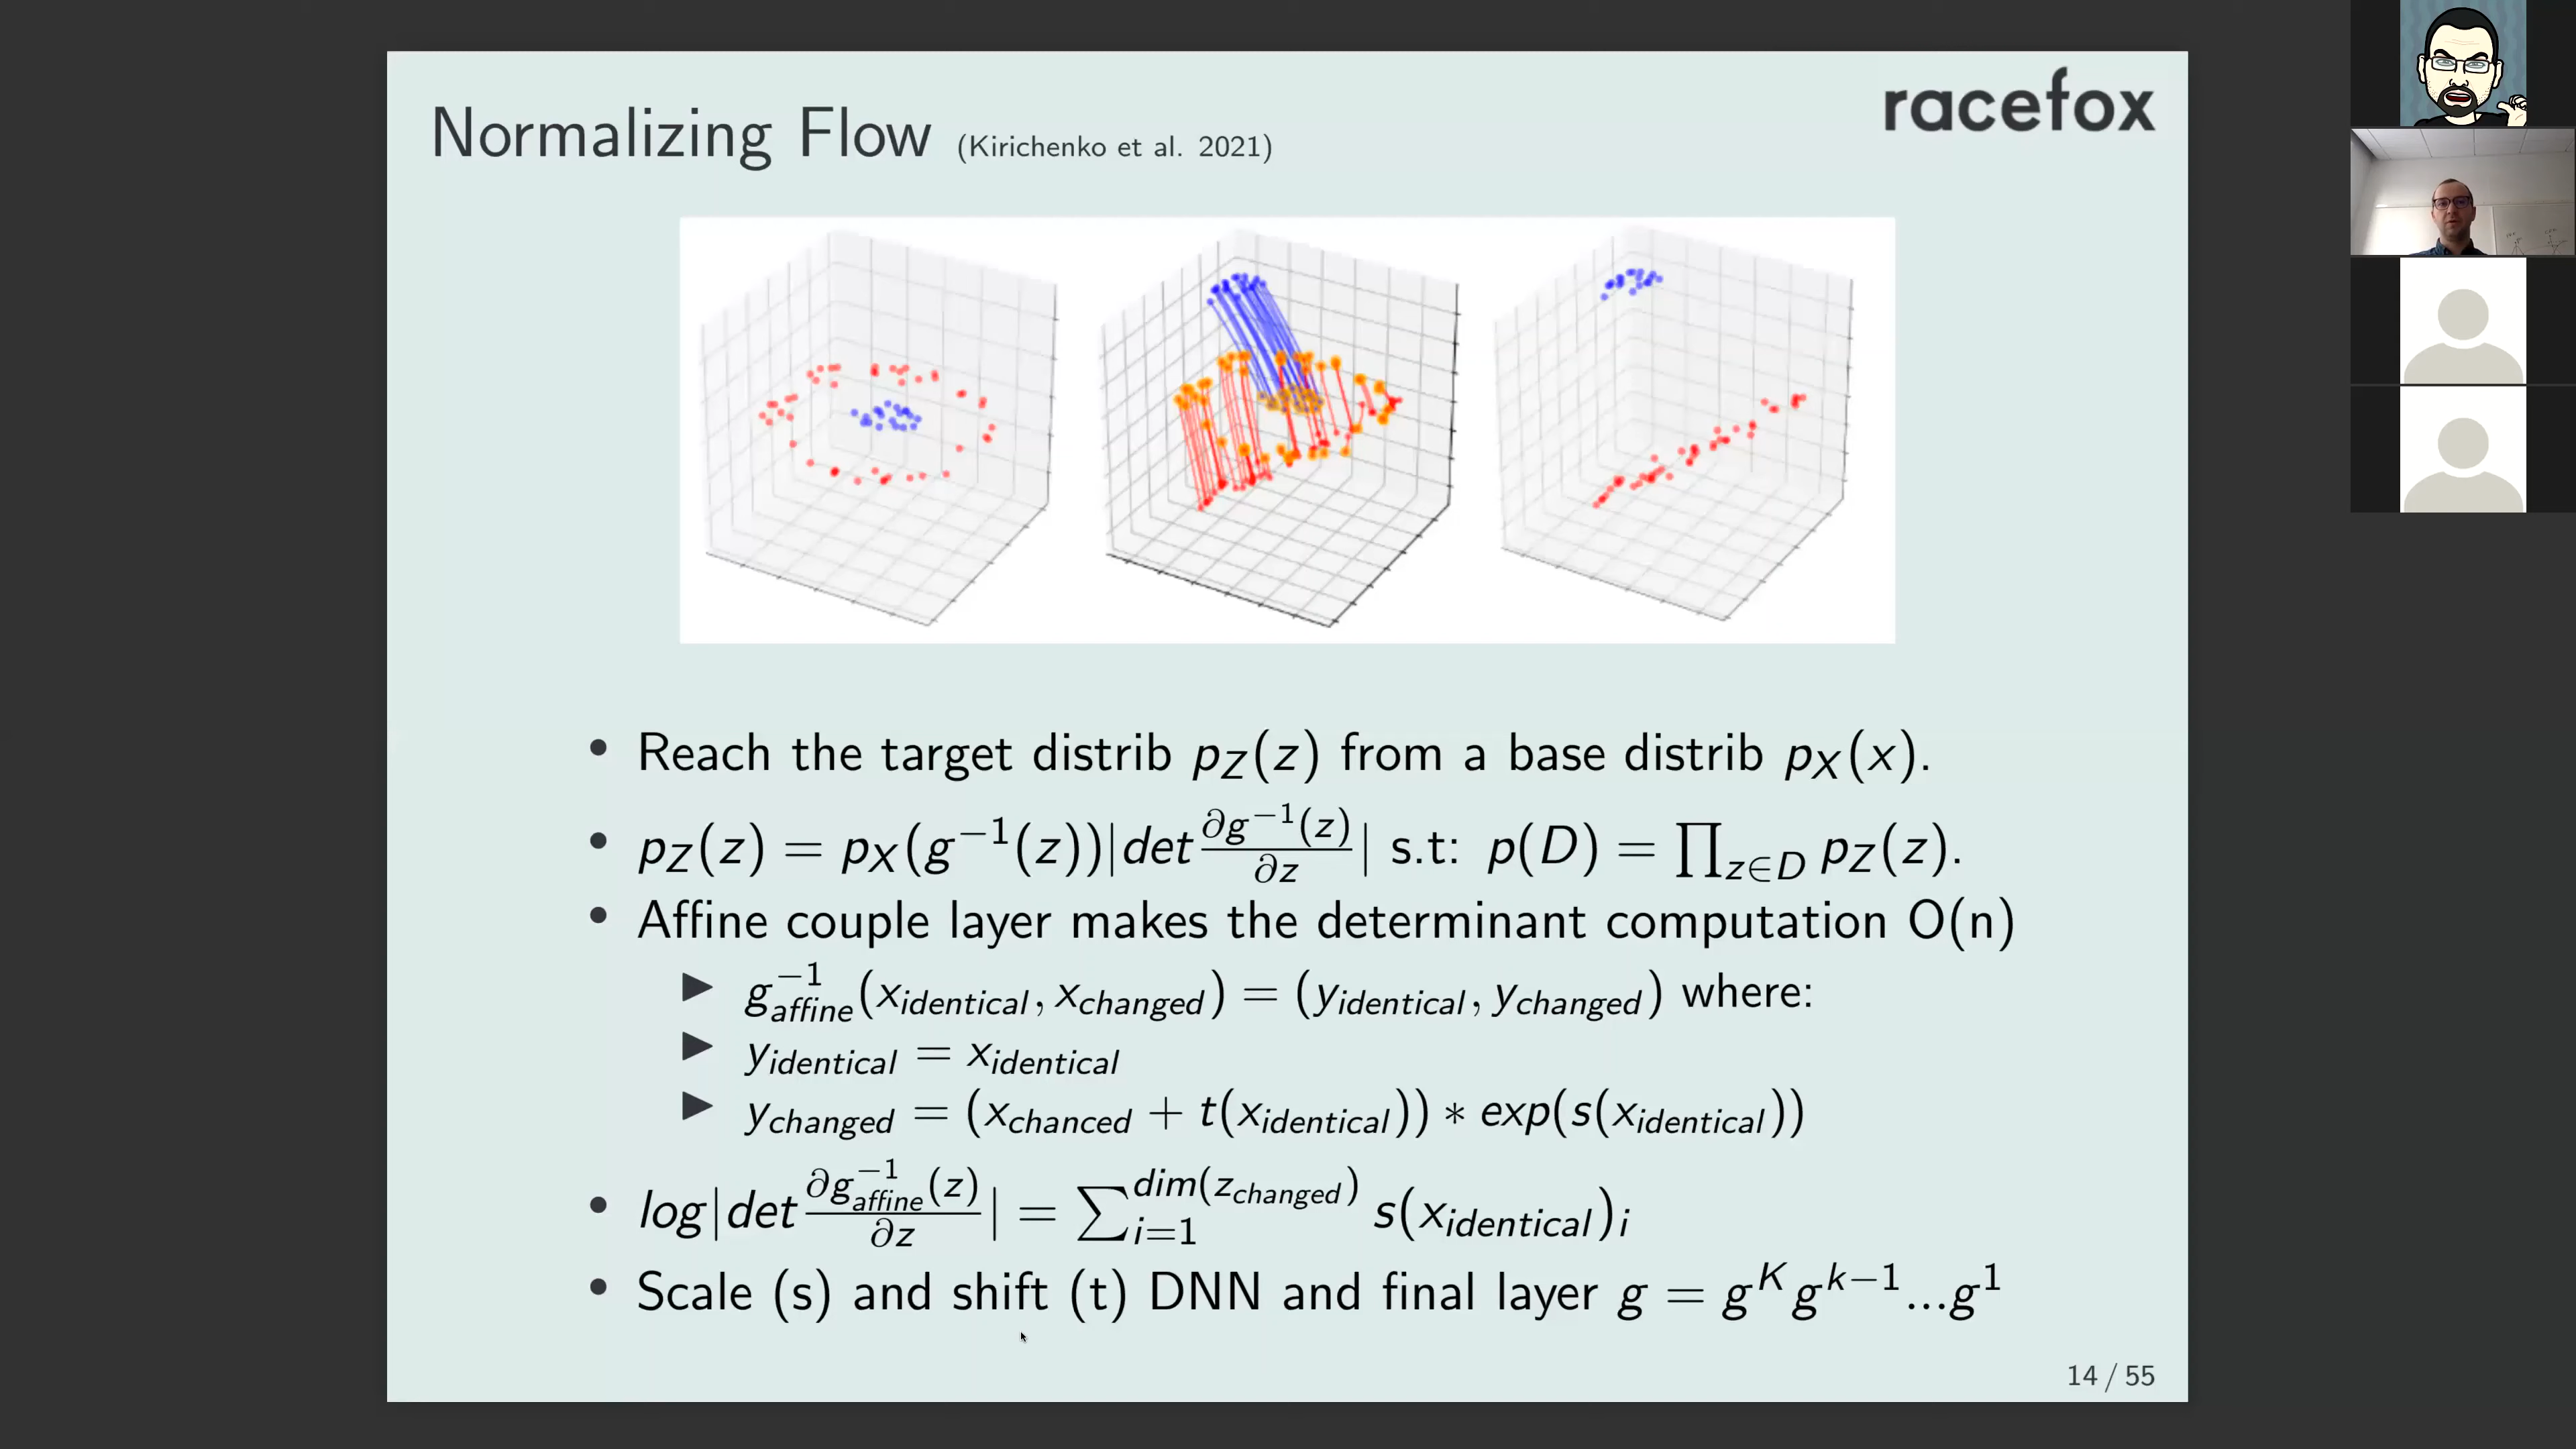 racefox
Normalizing Flow (Kirichenko et al. 2021)
• Reach the target distrib p_Z(z) from a base distrib p_X(x).
• p_Z(z) = p_X(g^{−1}(z))|det ∂g^{−1}(z)/∂z| s.t: p(D) = ∏_{z∈D} p_Z(z).
• Affine couple layer makes the determinant computation O(n)
▶ g_{affine}^{−1}(x_{identical}, x_{changed}) = (y_{identical}, y_{changed}) where:
▶ y_{identical} = x_{identical}
▶ y_{changed} = (x_{chanced} + t(x_{identical})) ∗ exp(s(x_{identical}))
• log|det ∂g_{affine}^{−1}(z)/∂z| = ∑_{i=1}^{dim(z_{changed})} s(x_{identical})_i
• Scale (s) and shift (t) DNN and final layer g = g^K g^{k−1}...g^1
14 / 55